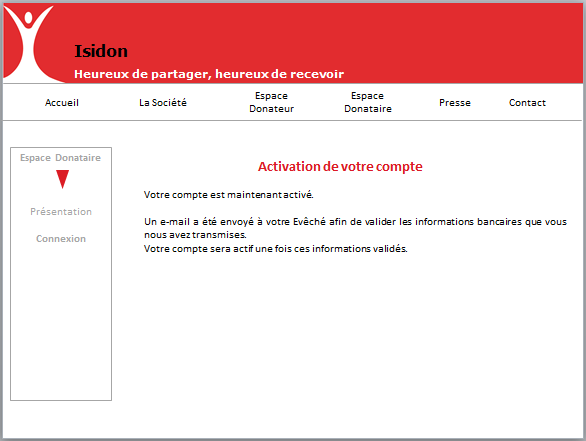 Isidon
Heureux de partager, heureux de recevoir
Accueil
La Société
Espace
Donateur
Espace
Donataire
Presse
Contact
Espace Donataire
Présentation
Connexion
Activation de votre compte
Votre compte est maintenant activé.
Un e-mail a été envoyé à votre Evêché afin de valider les informations bancaires que vous
nous avez transmises.
Votre compte sera actif une fois ces informations validés.